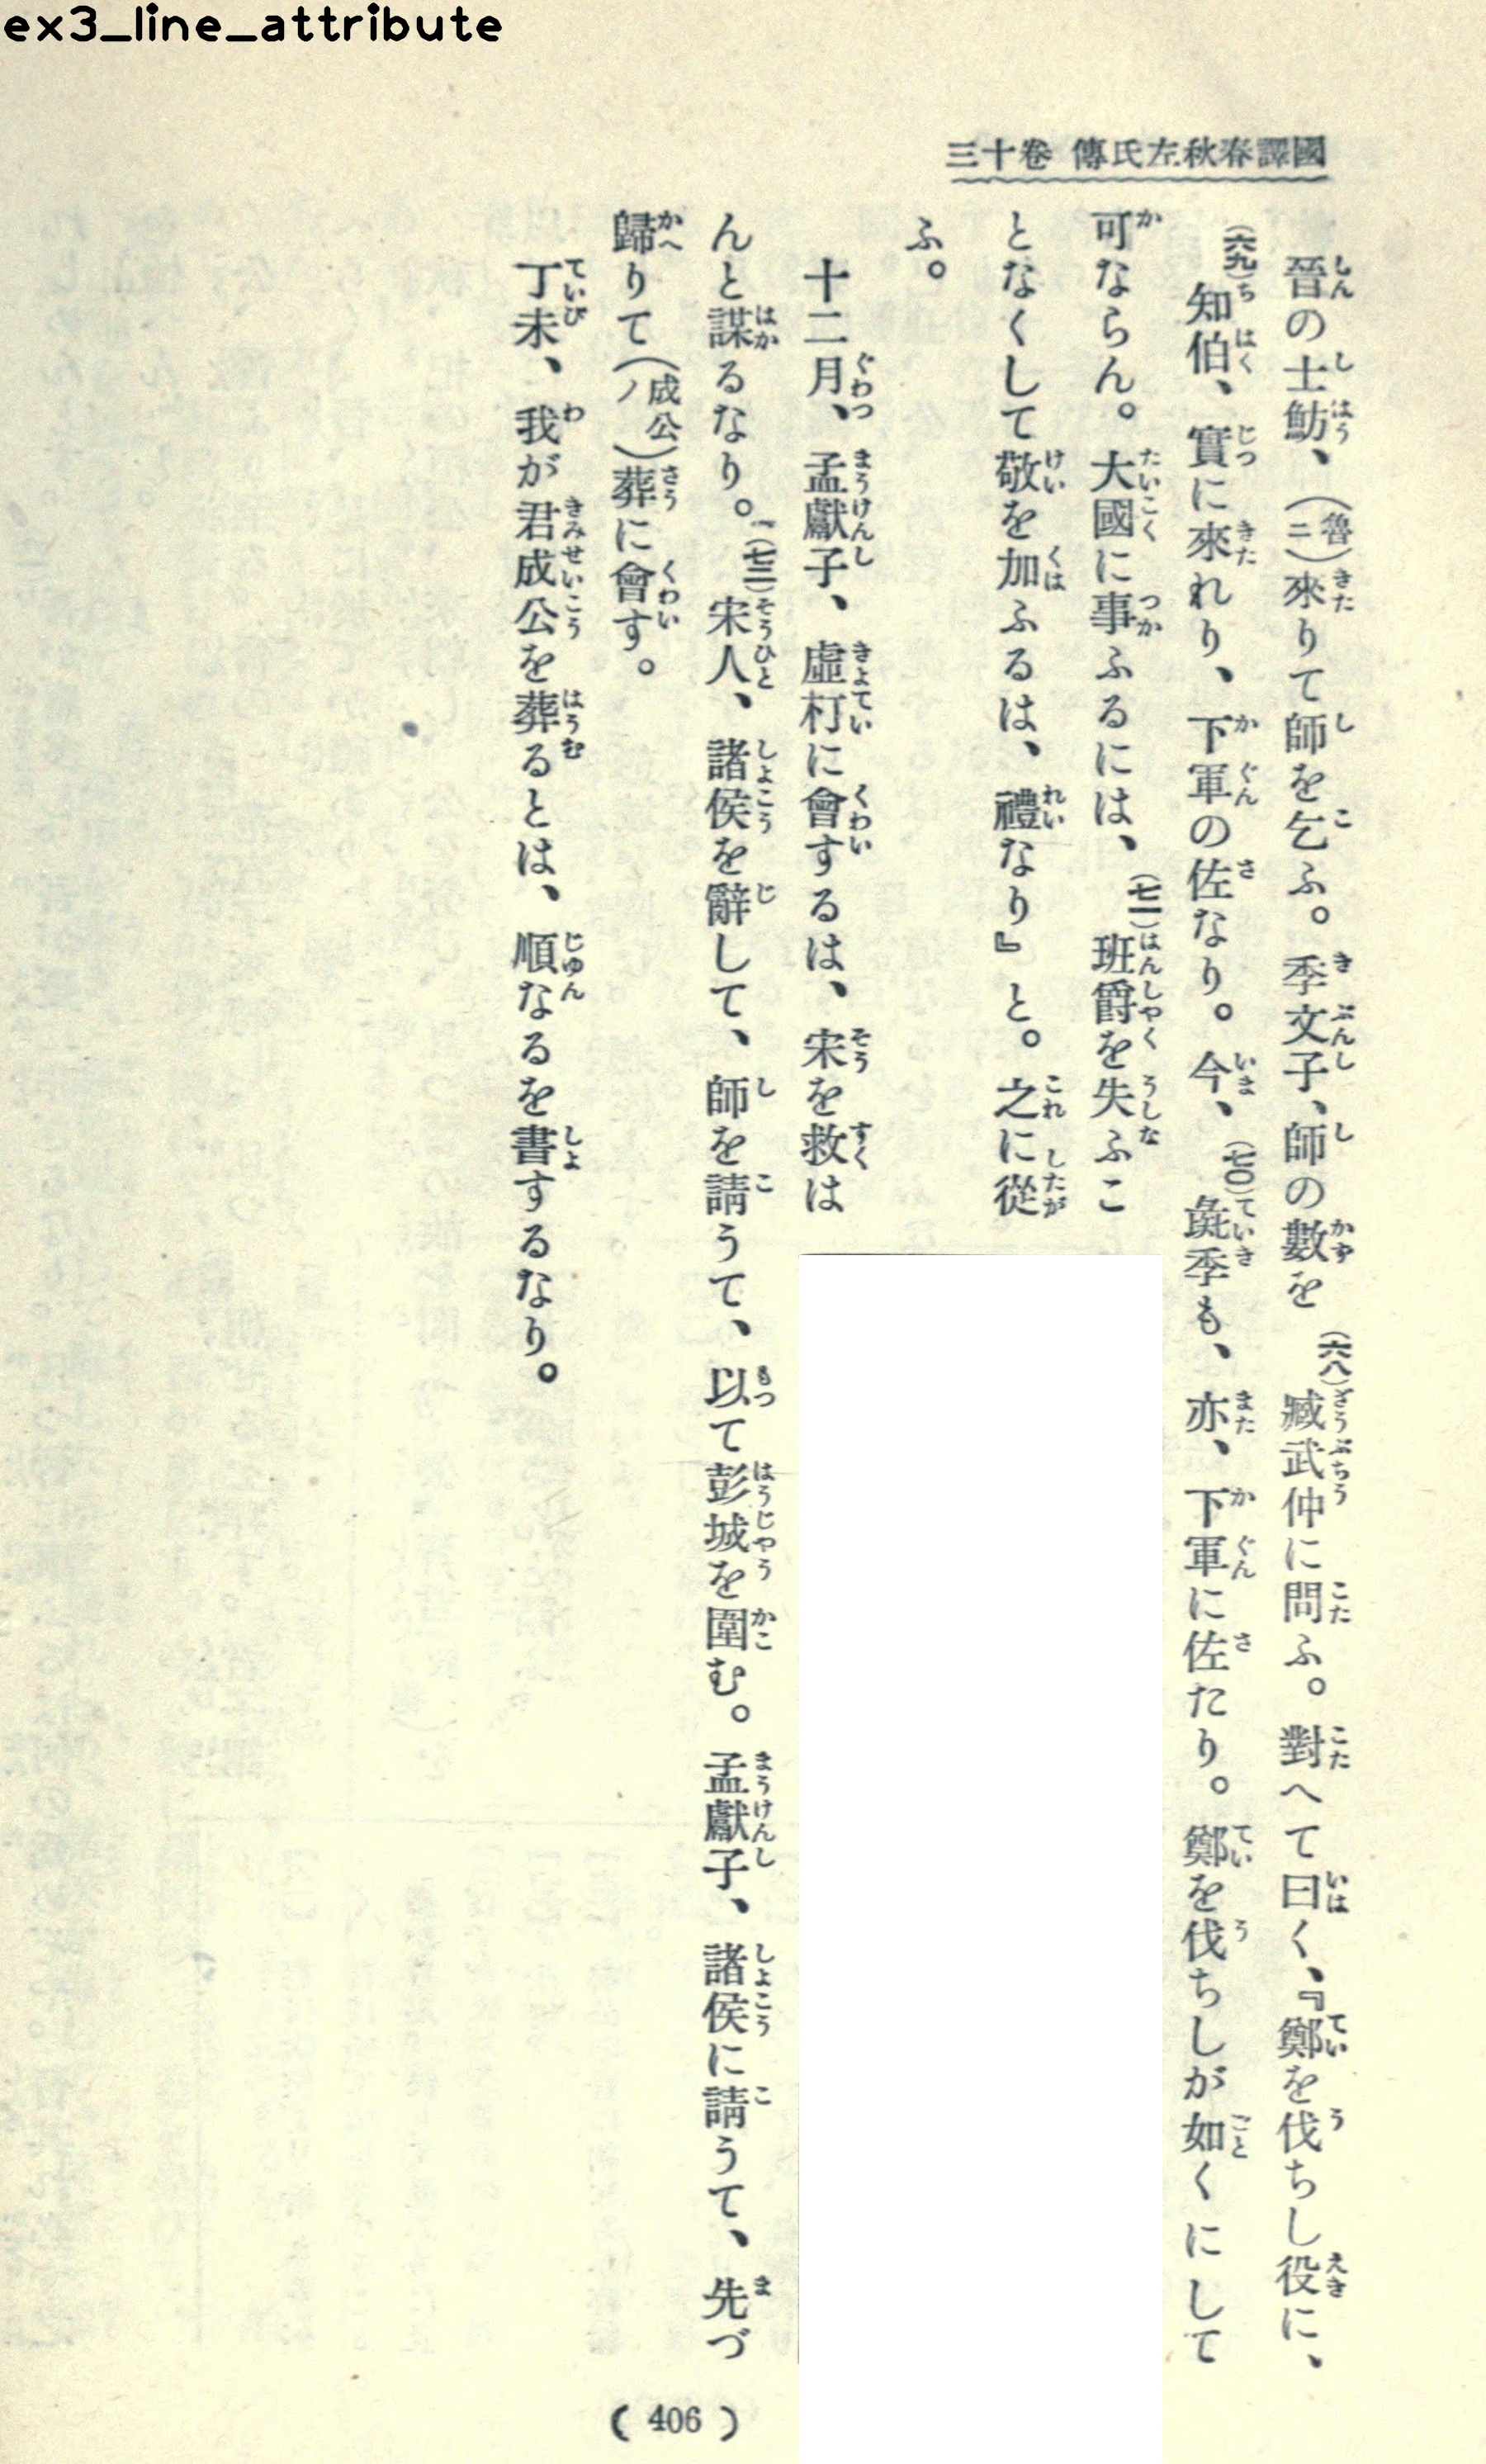 ex3_line_attribute
國譯春秋左氏傳 卷十三
晉の士魴、(魯ニ)來りて師を乞ふ。季文子、師の數を(六八)臧武仲に問ふ。對へて曰く、『鄭を伐ちし役に、
(六九)知伯、實に來れり、下軍の佐なり。今、(七〇)彘季も、亦、下軍に佐たり。鄭を伐ちしが如くにして
可ならん。大國に事ふるには、(七一)班爵を失ふこ
となくして敬を加ふるは、禮なり』と。之に從
ふ。
十二月、孟獻子、虛朾に會するは、宋を救は
んと謀るなり。(七二)宋人、諸侯を辭して、師を請うて、以て彭城を圍む。孟獻子、諸侯に請うて、先づ
歸りて(成公ノ)葬に會す。
丁未、我が君成公を葬るとは、順なるを書するなり。
( 406 )